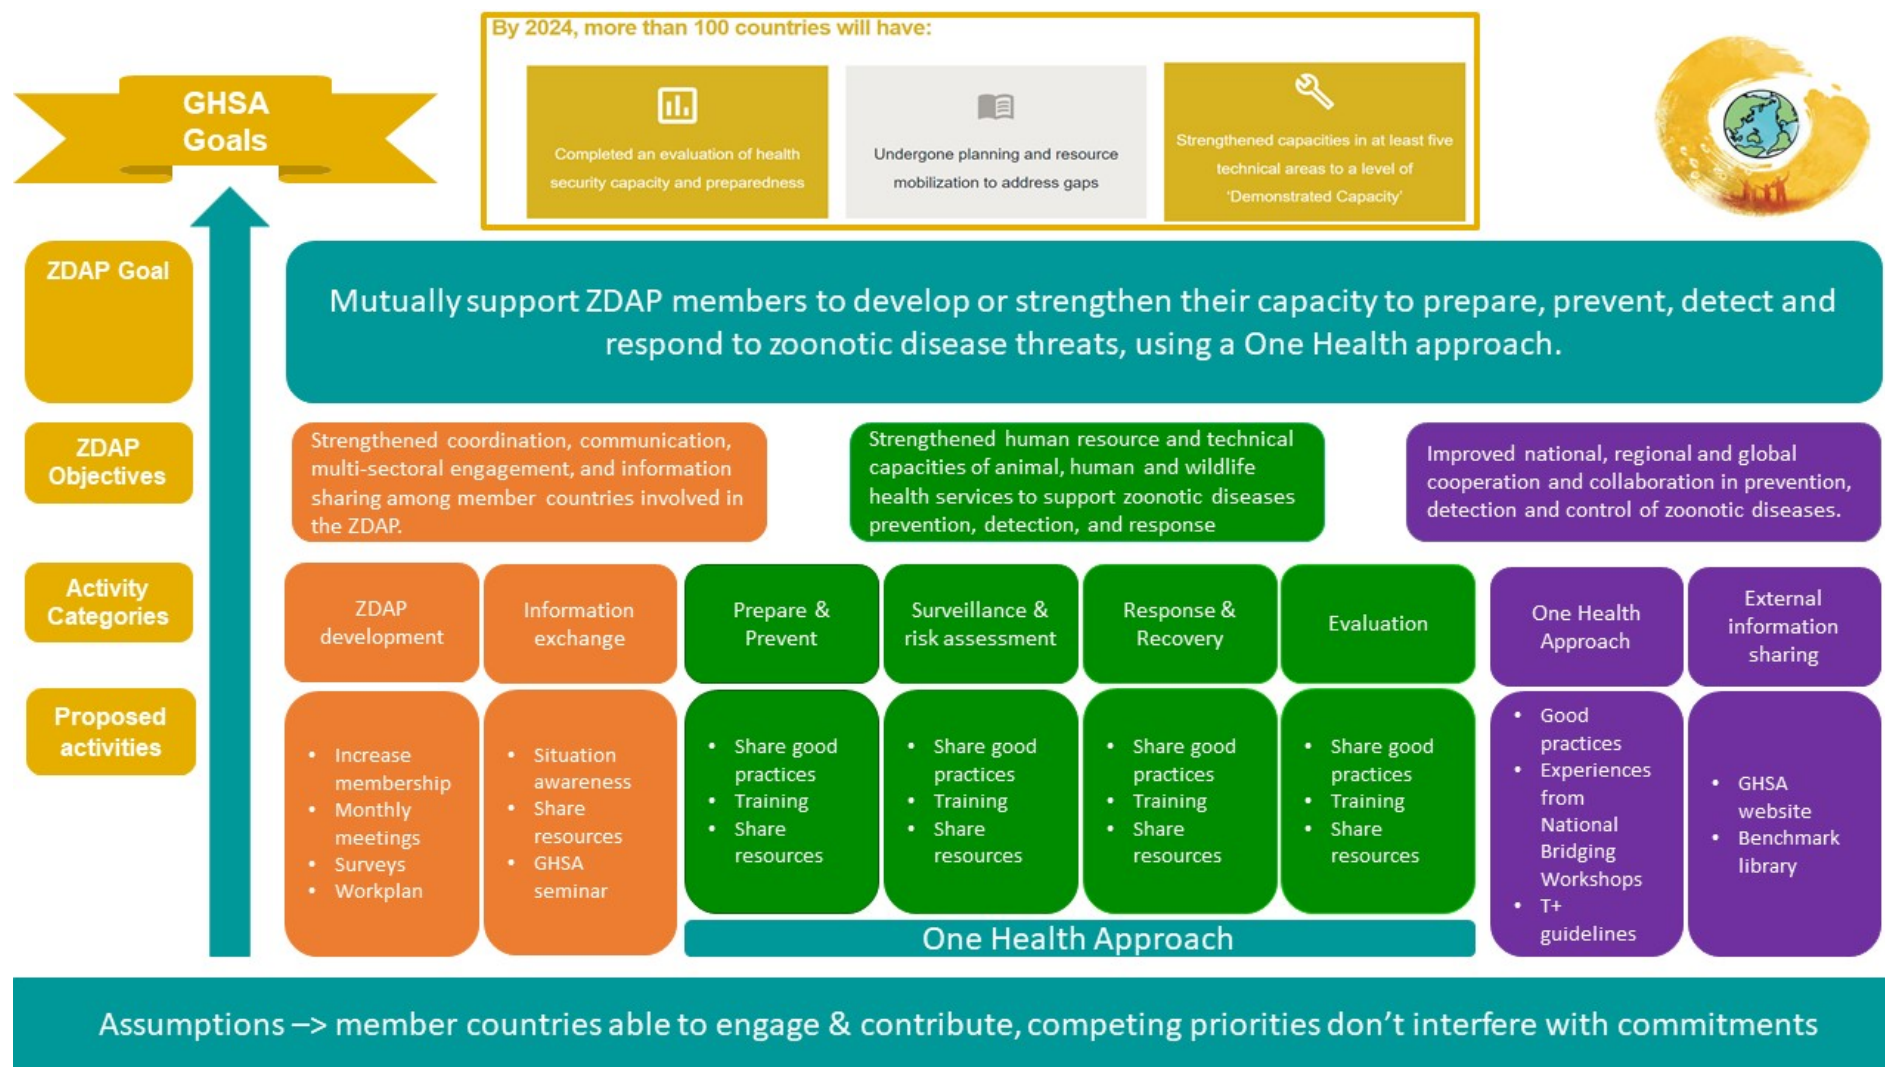 By 2024, more than 100 countries will have:
GHSA
Goals
Completed an evaluation of health
security capacity and preparedness
Undergone planning and resource
mobilization to address gaps
Strengthened capacities in at least five
technical areas to a level of
'Demonstrated Capacity'
ZDAP Goal
Mutually support ZDAP members to develop or strengthen their capacity to prepare, prevent, detect and
respond to zoonotic disease threats, using a One Health approach.
ZDAP
Objectives
Strengthened coordination, communication,
multi-sectoral engagement, and information
sharing among member countries involved in
the ZDAP.
Strengthened human resource and technical
capacities of animal, human and wildlife
health services to support zoonotic diseases
prevention, detection, and response
Improved national, regional and global
cooperation and collaboration in prevention,
detection and control of zoonotic diseases.
Activity
Categories
ZDAP
development
Information
exchange
Prepare &
Prevent
Surveillance &
risk assessment
Response &
Recovery
Evaluation
One Health
Approach
External
information
sharing
Proposed
activities
• Increase
membership
• Monthly
meetings
• Surveys
• Workplan
• Situation
awareness
• Share
resources
• GHSA
seminar
• Share good
practices
• Training
• Share
resources
• Share good
practices
• Training
• Share
resources
• Share good
practices
• Training
• Share
resources
• Share good
practices
• Training
• Share
resources
• Good
practices
• Experiences
from
National
Bridging
Workshops
• T+
guidelines
• GHSA
website
• Benchmark
library
One Health Approach
Assumptions –> member countries able to engage & contribute, competing priorities don't interfere with commitments